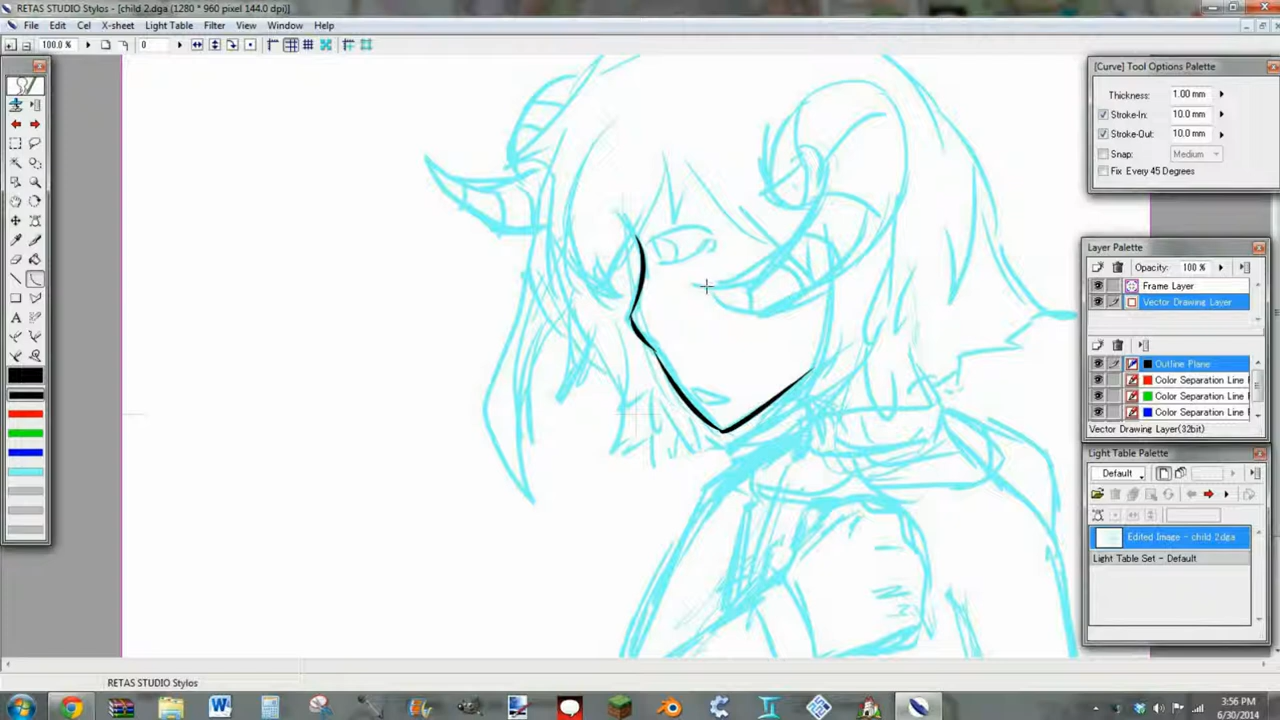 RETAS STUDIO Stylos - [child 2.dga (1280 * 960 pixel 144.0 dpi)]
File Edit Cel X-sheet Light Table Filter View Window Help
100.0 % 0
[Curve] Tool Options Palette
Thickness: 1.00 mm
Stroke-In: 10.0 mm
Stroke-Out: 10.0 mm
Snap: Medium
Fix Every 45 Degrees
Layer Palette
Opacity: 100 %
Frame Layer
Vector Drawing Layer
Outline Plane
Color Separation Line
Color Separation Line
Color Separation Line
Vector Drawing Layer(32bit)
Light Table Palette
Default
Edited Image - child 2.dga
Light Table Set - Default
RETAS STUDIO Stylos
3:56 PM
6/30/2014